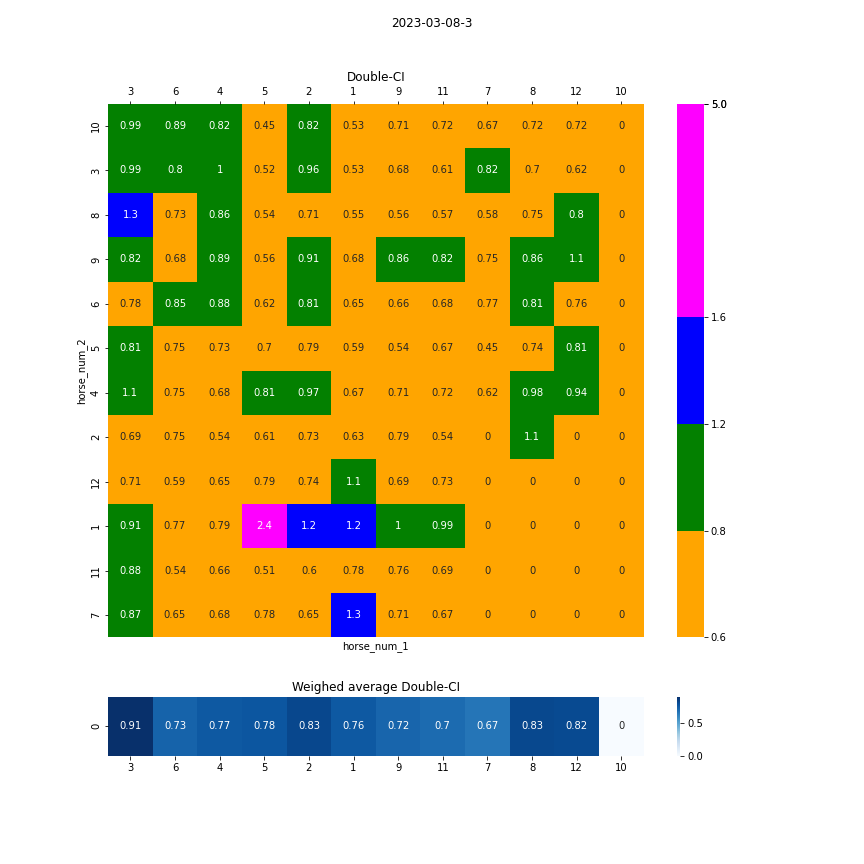 2023-03-08-3
Double-CI
3 6 4 5 2 1 9 11 7 8 12 10
10 0.99 0.89 0.82 0.45 0.82 0.53 0.71 0.72 0.67 0.72 0.72 0
3 0.99 0.8 1 0.52 0.96 0.53 0.68 0.61 0.82 0.7 0.62 0
8 1.3 0.73 0.86 0.54 0.71 0.55 0.56 0.57 0.58 0.75 0.8 0
9 0.82 0.68 0.89 0.56 0.91 0.68 0.86 0.82 0.75 0.86 1.1 0
6 0.78 0.85 0.88 0.62 0.81 0.65 0.66 0.68 0.77 0.81 0.76 0
5 0.81 0.75 0.73 0.7 0.79 0.59 0.54 0.67 0.45 0.74 0.81 0
4 1.1 0.75 0.68 0.81 0.97 0.67 0.71 0.72 0.62 0.98 0.94 0
2 0.69 0.75 0.54 0.61 0.73 0.63 0.79 0.54 0 1.1 0 0
12 0.71 0.59 0.65 0.79 0.74 1.1 0.69 0.73 0 0 0 0
1 0.91 0.77 0.79 2.4 1.2 1.2 1 0.99 0 0 0 0
11 0.88 0.54 0.66 0.51 0.6 0.78 0.76 0.69 0 0 0 0
7 0.87 0.65 0.68 0.78 0.65 1.3 0.71 0.67 0 0 0 0
horse_num_2
horse_num_1
5.0
1.6
1.2
0.8
0.6
Weighed average Double-CI
0 0.91 0.73 0.77 0.78 0.83 0.76 0.72 0.7 0.67 0.83 0.82 0
3 6 4 5 2 1 9 11 7 8 12 10
0.5
0.0